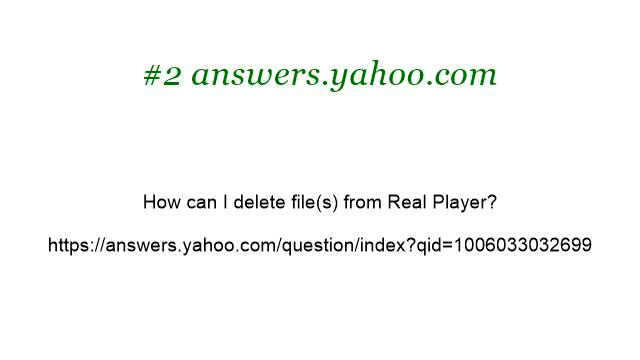 #2 answers.yahoo.com
How can I delete file(s) from Real Player?
https://answers.yahoo.com/question/index?qid=1006033032699